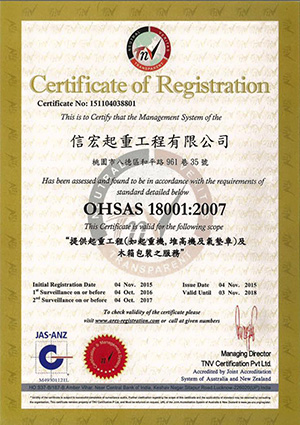 TNV
Certificate of Registration
Certificate No: 151104038801
This is to Certify that the Management System of the
信宏起重工程有限公司
桃園市八德區和平路 961 巷 35 號
Has been assessed and found to be in accordance with the requirements of
standard detailed below
OHSAS 18001:2007
This Certificate is valid for the following scope
“提供起重工程(如起重機, 堆高機及氣墊車)及
木箱包裝之服務”
Initial Registration Date 04 Nov. 2015
1st Surveillance on or before 04 Oct. 2016
2nd Surveillance on or before 04 Oct. 2017
Issue Date 04 Nov. 2015
Valid Until 03 Nov. 2018
To check validity of the certificate please
visit www.ares-registration.com or call at given numbers
JAS-ANZ
Managing Director
TNV Certification Pvt Ltd.
Accredited by Joint Accreditation
System of Australia and New Zealand